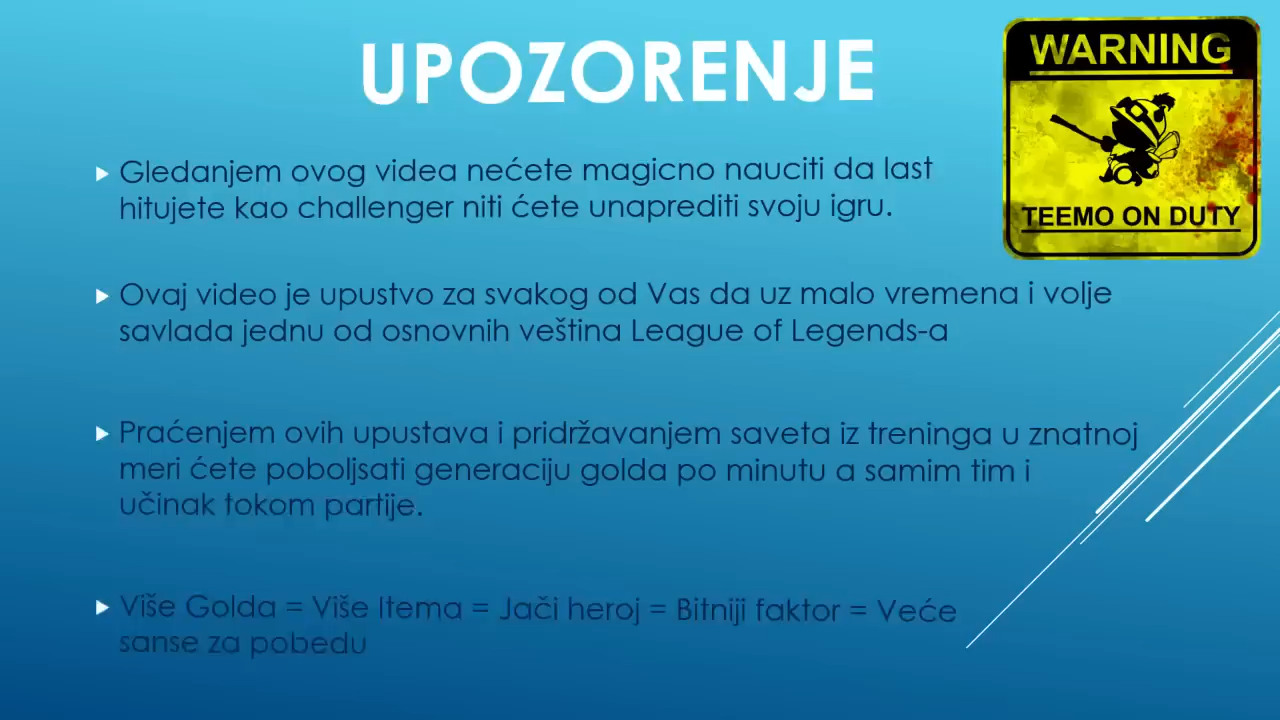 UPOZORENJE
WARNING
TEEMO ON DUTY
Gledanjem ovog videa nećete magicno nauciti da last
hitujete kao challenger niti ćete unaprediti svoju igru.
Ovaj video je upustvo za svakog od Vas da uz malo vremena i volje
savlada jednu od osnovnih veština League of Legends-a
Praćenjem ovih upustava i pridržavanjem saveta iz treninga u znatnoj
meri ćete poboljsati generaciju golda po minutu a samim tim i
učinak tokom partije.
Više Golda = Više Itema = Jači heroj = Bitniji faktor = Veće
sanse za pobedu